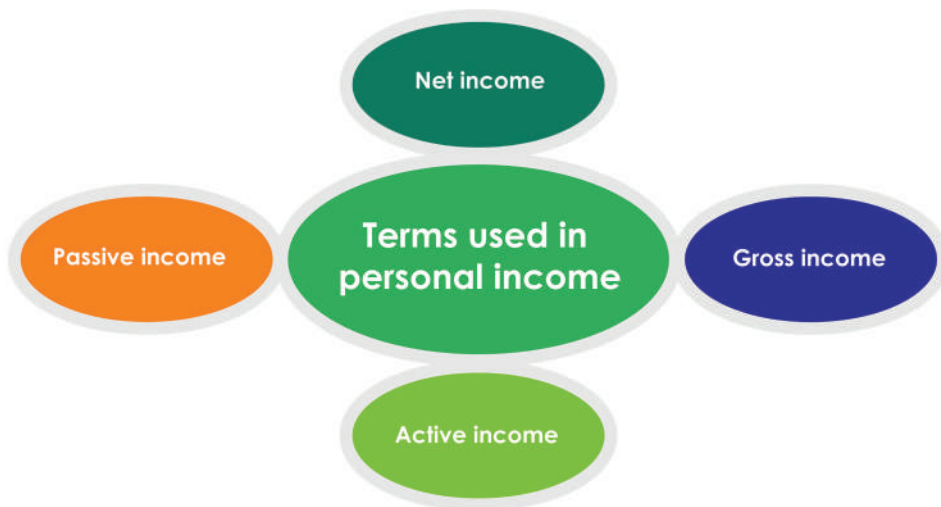 Net income
Passive income
Terms used in
personal income
Gross income
Active income